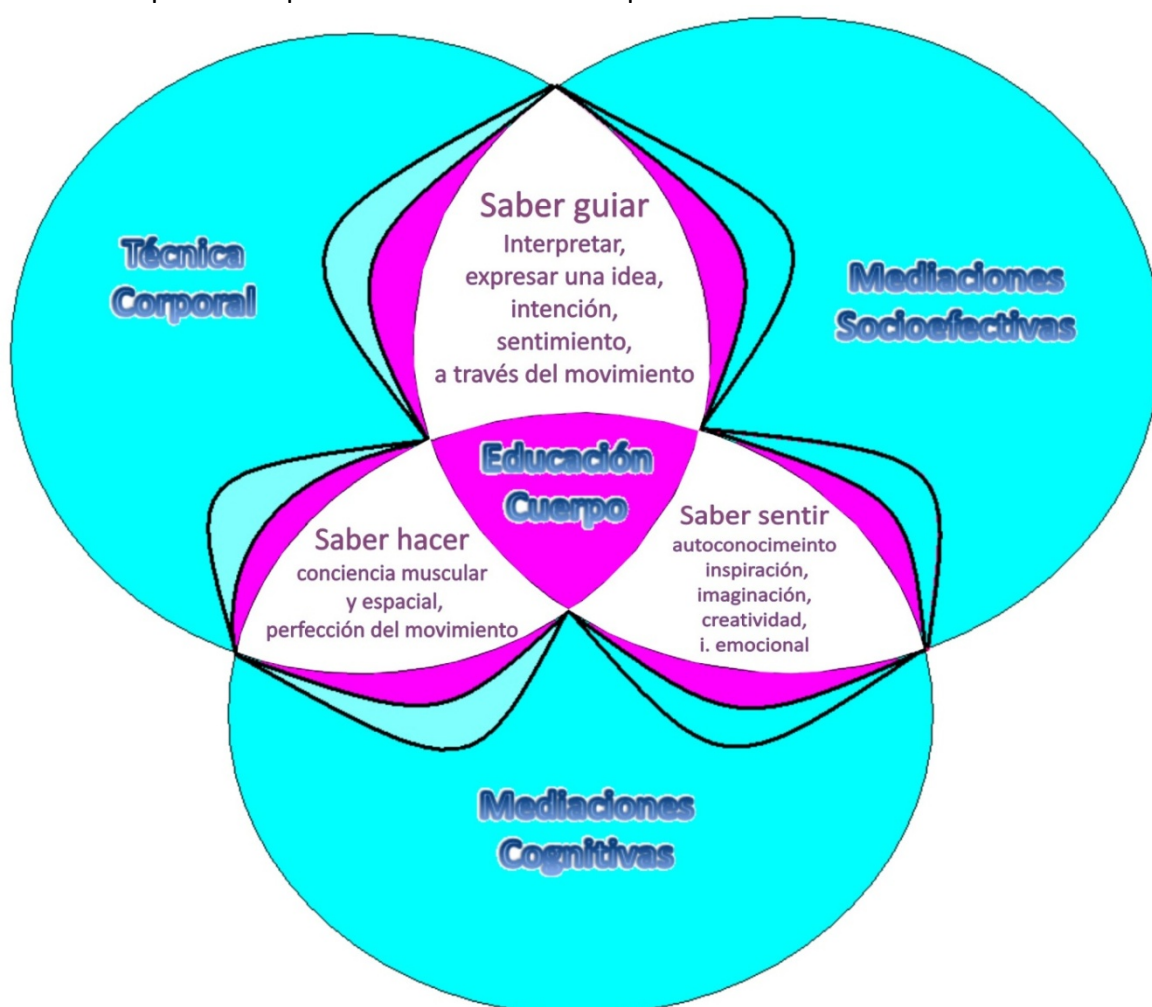 Saber guiar
Interpretar,
expresar una idea,
intención,
sentimiento,
a través del movimiento
Técnica
Corporal
Mediaciones
Socioefectivas
Educación
Cuerpo
Saber hacer
conciencia muscular
y espacial,
perfección del movimiento
Saber sentir
autoconocimeinto
inspiración,
imaginación,
creatividad,
i. emocional
Mediaciones
Cognitivas